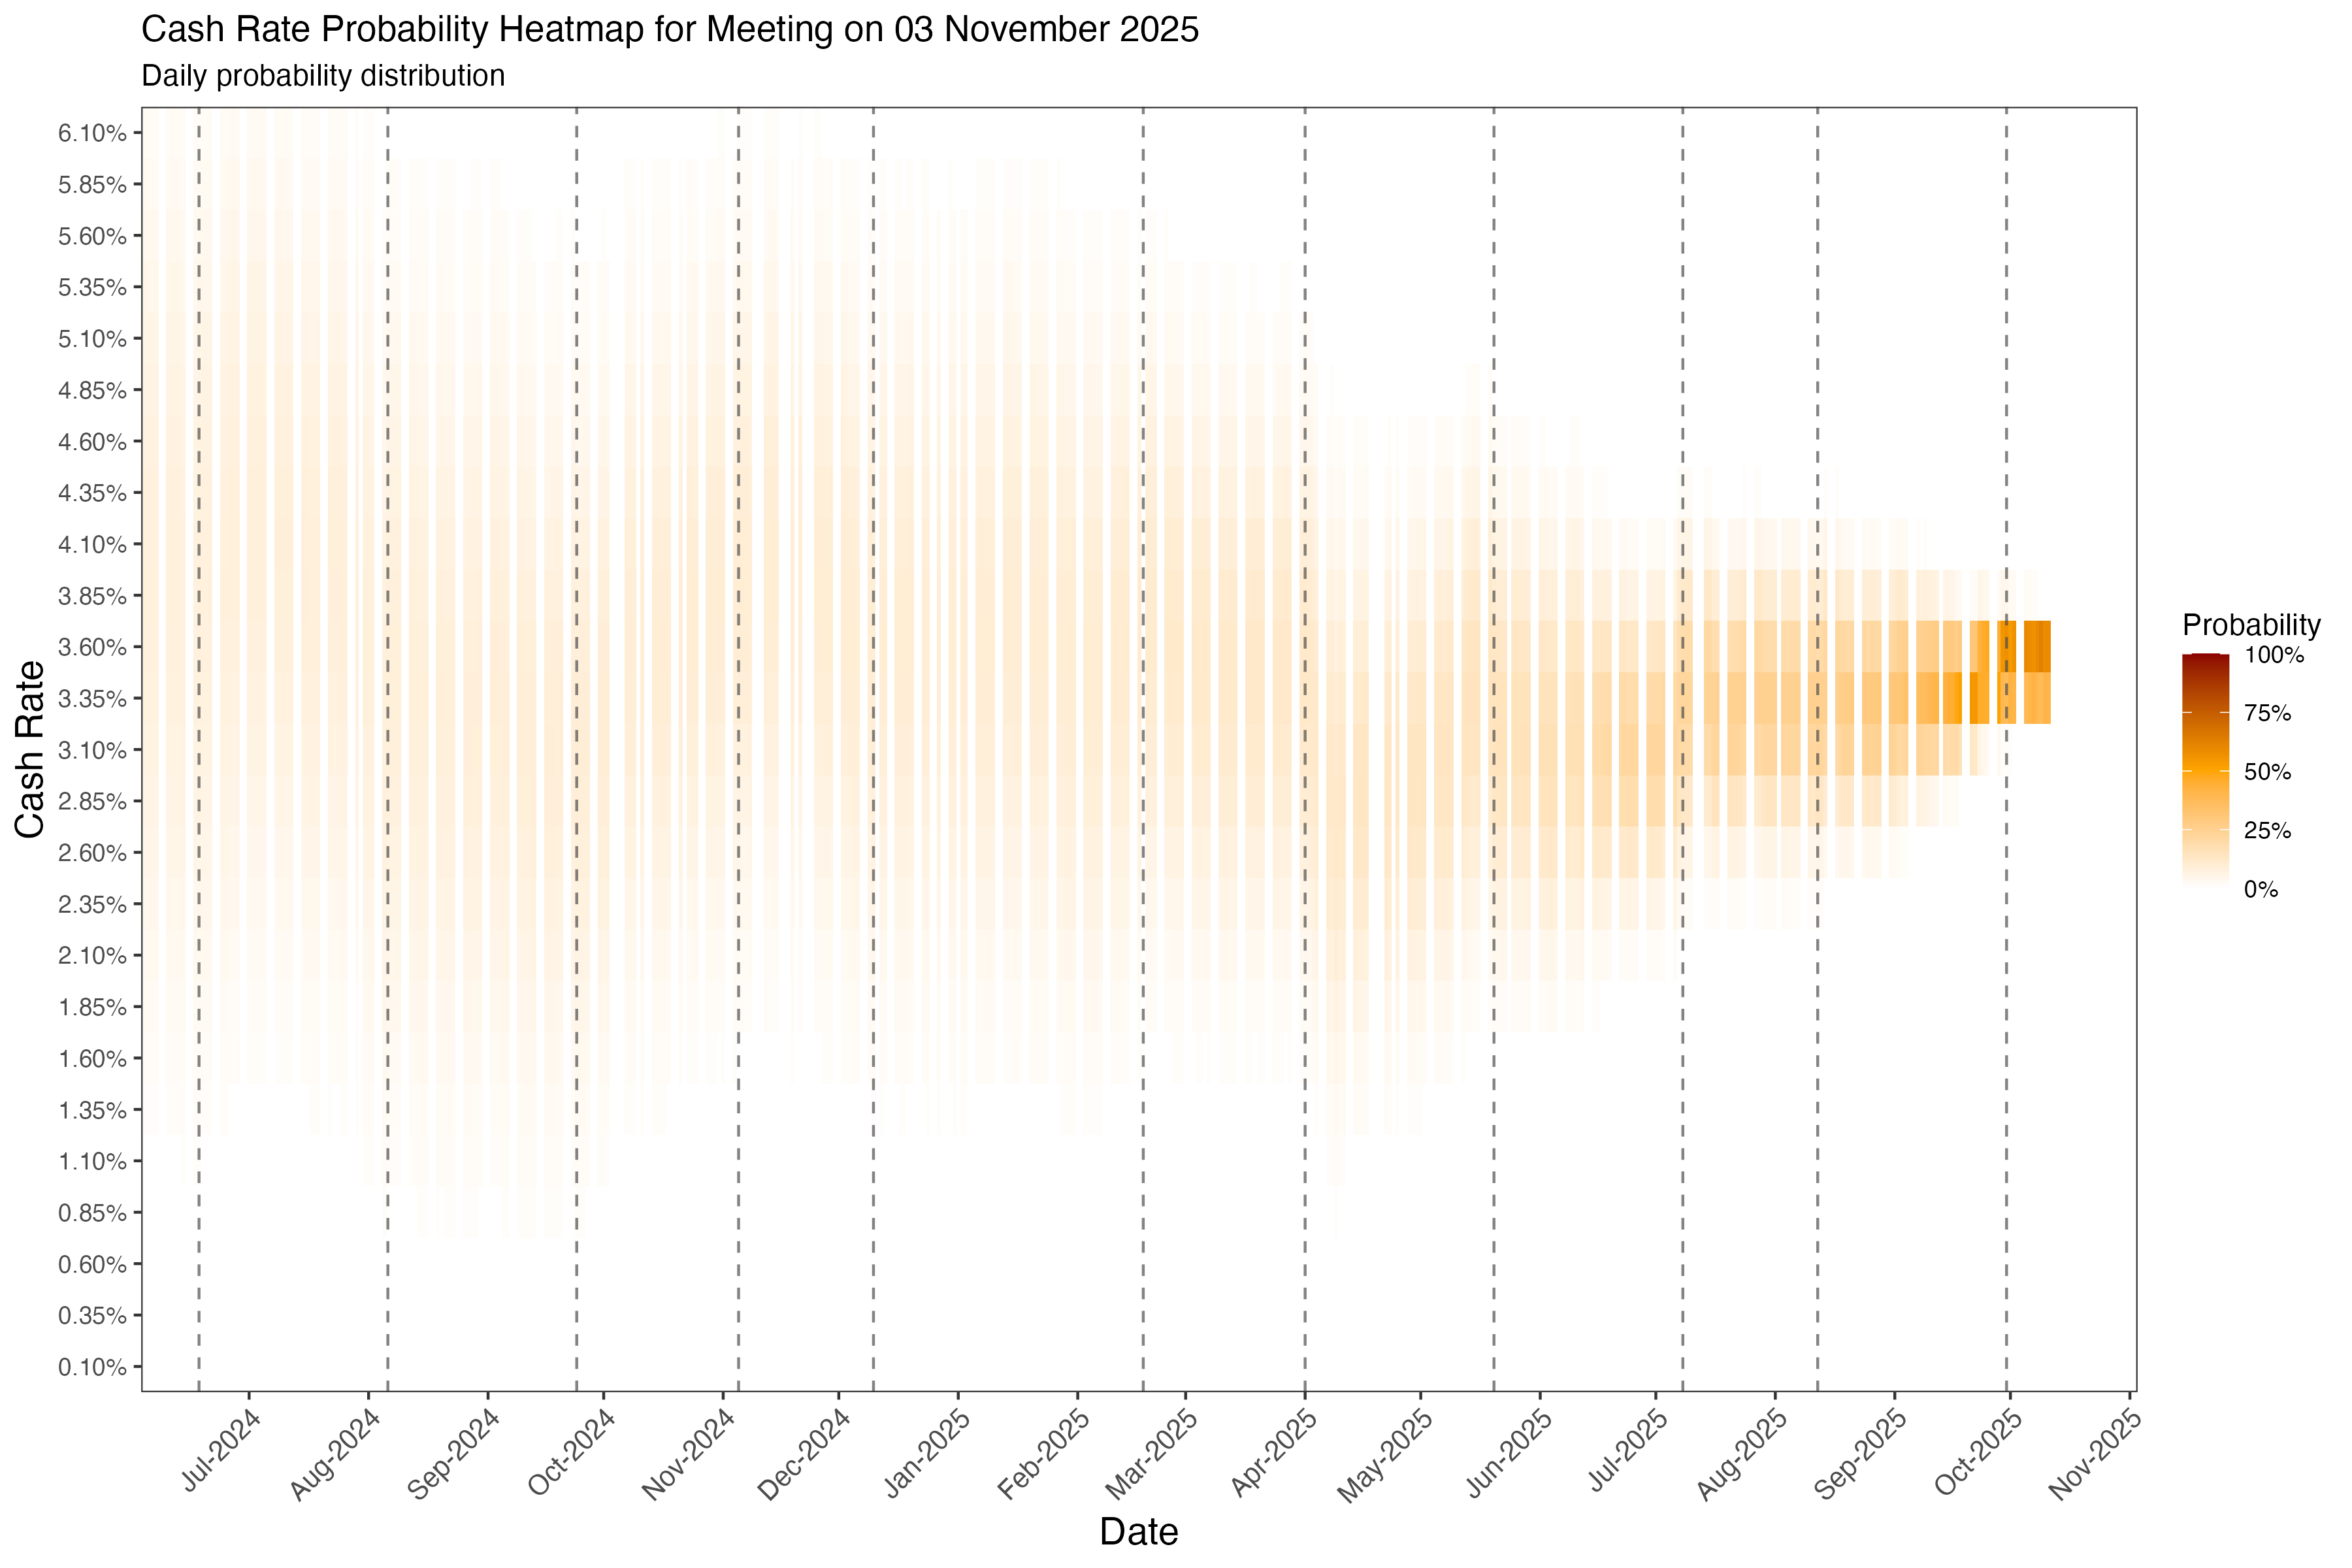 Cash Rate Probability Heatmap for Meeting on 03 November 2025
Daily probability distribution
Cash Rate
6.10%
5.85%
5.60%
5.35%
5.10%
4.85%
4.60%
4.35%
4.10%
3.85%
3.60%
3.35%
3.10%
2.85%
2.60%
2.35%
2.10%
1.85%
1.60%
1.35%
1.10%
0.85%
0.60%
0.35%
0.10%
Jul-2024
Aug-2024
Sep-2024
Oct-2024
Nov-2024
Dec-2024
Jan-2025
Feb-2025
Mar-2025
Apr-2025
May-2025
Jun-2025
Jul-2025
Aug-2025
Sep-2025
Oct-2025
Nov-2025
Date
Probability
100%
75%
50%
25%
0%